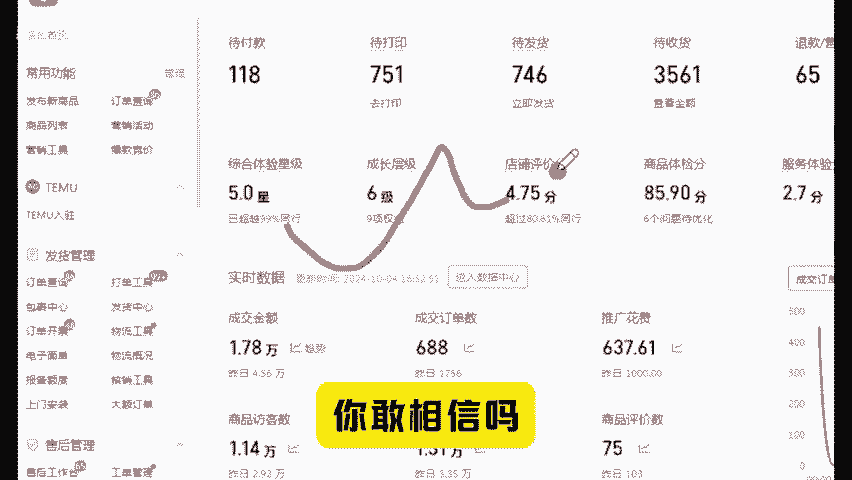 待付款 待打印 待发货 待收货 退款/售
118 751 746 3561 65
去打印 立即发货 查看金额
常用功能 管理
发布新商品 订单查询
商品列表 营销活动
营销工具 爆款竞价
综合体验星级 成长层级 店铺评价 商品体检分 服务体验
5.0 星 6 级 4.75 分 85.90 分 2.7 分
已超越99%同行 9项权 超过80.61%同行 6个问题待优化
TEMU
TEMU入驻
发货管理
订单查询 打单工具 99+
包裹中心 发货中心
订单开票 物流工具
电子面单 物流概况
报备额度 核销工具
上门安装 大额订单
实时数据 更新时间 2024-10-04 进入数据中心 成交订单
成交金额 成交订单数 推广花费
1.78 万 趋势 688 637.61
昨日 4.56 万 昨日 1756 昨日 1000.00
500
400
300
200
100
0
商品访客数 商品评价数
1.14 万 1.31 万 75
昨日 2.93 万 昨日 3.35 万 昨日 103
售后管理
售后工作台 工单管理
你敢相信吗